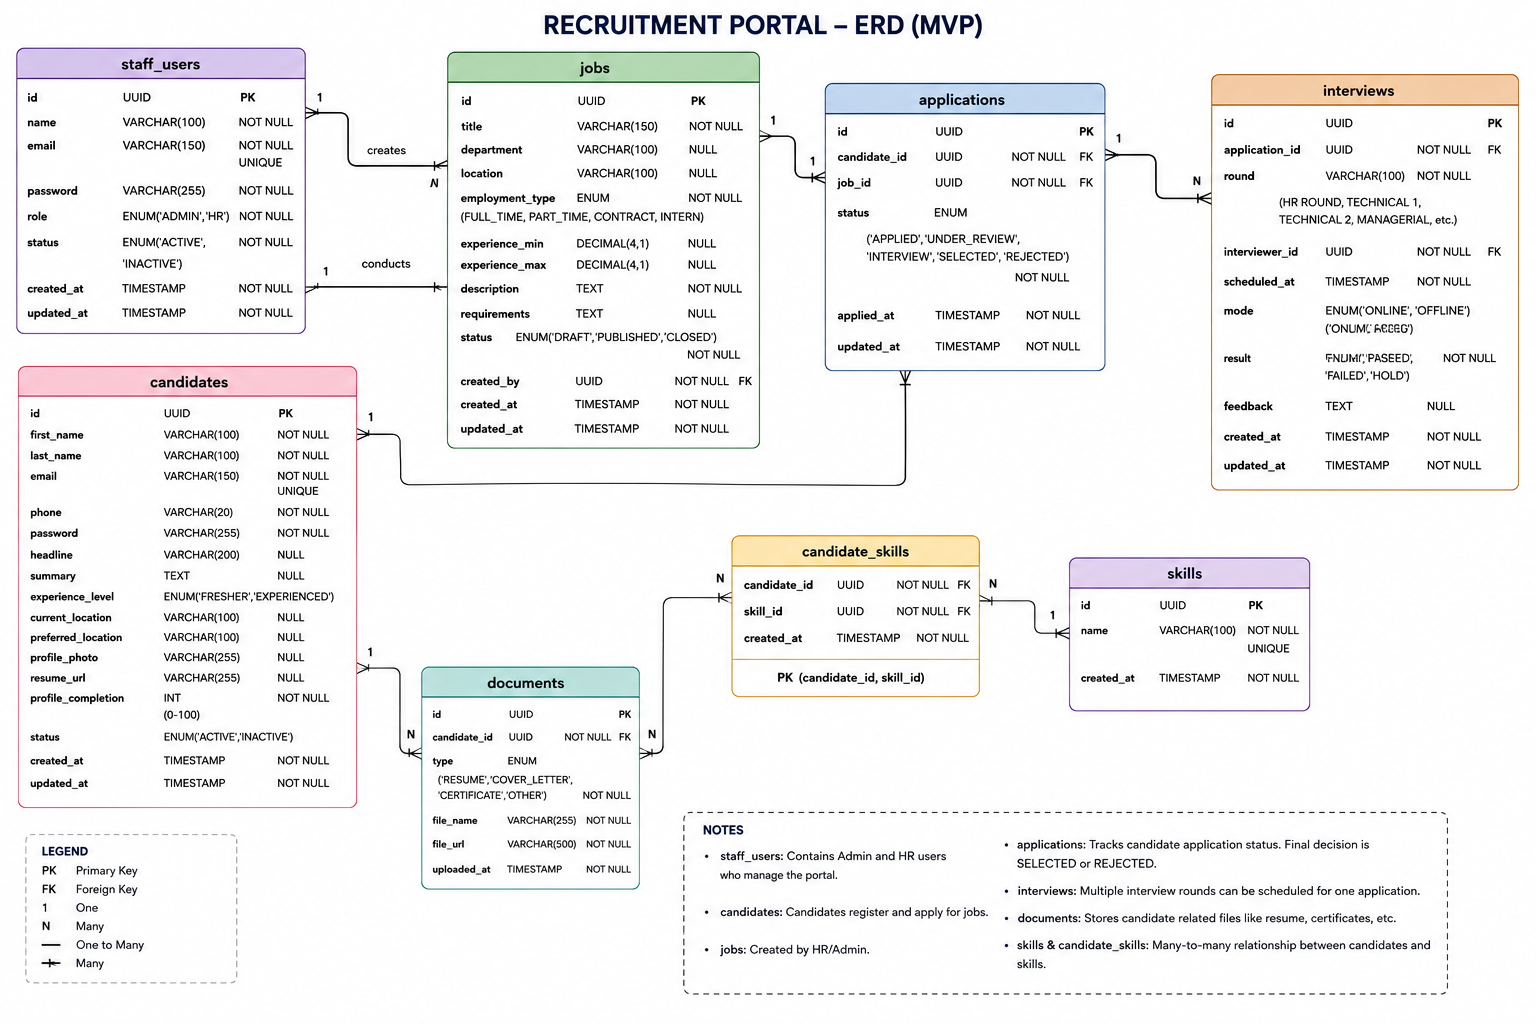 RECRUITMENT PORTAL – ERD (MVP)
staff_users
id UUID PK
name VARCHAR(100) NOT NULL
email VARCHAR(150) NOT NULL
UNIQUE
password VARCHAR(255) NOT NULL
role ENUM('ADMIN','HR') NOT NULL
status ENUM('ACTIVE', NOT NULL
'INACTIVE')
created_at TIMESTAMP NOT NULL
updated_at TIMESTAMP NOT NULL
1
creates
N
1
conducts
jobs
id UUID PK
title VARCHAR(150) NOT NULL
department VARCHAR(100) NULL
location VARCHAR(100) NULL
employment_type ENUM NOT NULL
(FULL_TIME, PART_TIME, CONTRACT, INTERN)
experience_min DECIMAL(4,1) NULL
experience_max DECIMAL(4,1) NULL
description TEXT NOT NULL
requirements TEXT NULL
status ENUM('DRAFT','PUBLISHED','CLOSED')
NOT NULL
created_by UUID NOT NULL FK
created_at TIMESTAMP NOT NULL
updated_at TIMESTAMP NOT NULL
1
1
applications
id UUID PK
candidate_id UUID NOT NULL FK
job_id UUID NOT NULL FK
status ENUM
('APPLIED','UNDER_REVIEW',
'INTERVIEW','SELECTED','REJECTED')
NOT NULL
applied_at TIMESTAMP NOT NULL
updated_at TIMESTAMP NOT NULL
1
N
interviews
id UUID PK
application_id UUID NOT NULL FK
round VARCHAR(100) NOT NULL
(HR ROUND, TECHNICAL 1,
TECHNICAL 2, MANAGERIAL, etc.)
interviewer_id UUID NOT NULL FK
scheduled_at TIMESTAMP NOT NULL
mode ENUM('ONLINE', 'OFFLINE')
result 'PASEED', NOT NULL
'FAILED','HOLD')
feedback TEXT NULL
created_at TIMESTAMP NOT NULL
updated_at TIMESTAMP NOT NULL
candidates
id UUID PK
first_name VARCHAR(100) NOT NULL
last_name VARCHAR(100) NOT NULL
email VARCHAR(150) NOT NULL
UNIQUE
phone VARCHAR(20) NOT NULL
password VARCHAR(255) NOT NULL
headline VARCHAR(200) NULL
summary TEXT NULL
experience_level ENUM('FRESHER','EXPERIENCED')
current_location VARCHAR(100) NULL
preferred_location VARCHAR(100) NULL
profile_photo VARCHAR(255) NULL
resume_url VARCHAR(255) NULL
profile_completion INT NOT NULL
(0-100)
status ENUM('ACTIVE','INACTIVE')
created_at TIMESTAMP NOT NULL
updated_at TIMESTAMP NOT NULL
1
1
N
documents
id UUID PK
candidate_id UUID NOT NULL FK
type ENUM
('RESUME','COVER_LETTER',
'CERTIFICATE','OTHER') NOT NULL
file_name VARCHAR(255) NOT NULL
file_url VARCHAR(500) NOT NULL
uploaded_at TIMESTAMP NOT NULL
N
N
candidate_skills
candidate_id UUID NOT NULL FK
skill_id UUID NOT NULL FK
created_at TIMESTAMP NOT NULL
PK (candidate_id, skill_id)
N
1
skills
id UUID PK
name VARCHAR(100) NOT NULL
UNIQUE
created_at TIMESTAMP NOT NULL
LEGEND
PK Primary Key
FK Foreign Key
1 One
N Many
One to Many
Many
NOTES
• staff_users: Contains Admin and HR users
who manage the portal.
• candidates: Candidates register and apply for jobs.
• jobs: Created by HR/Admin.
• applications: Tracks candidate application status. Final decision is
SELECTED or REJECTED.
• interviews: Multiple interview rounds can be scheduled for one application.
• documents: Stores candidate related files like resume, certificates, etc.
• skills & candidate_skills: Many-to-many relationship between candidates and
skills.